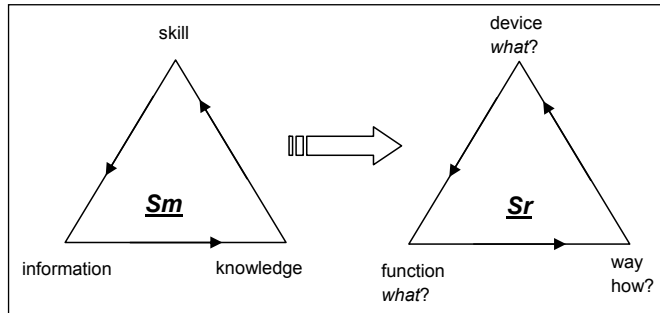 skill
Sm
information
knowledge
device
what?
Sr
function
what?
way
how?